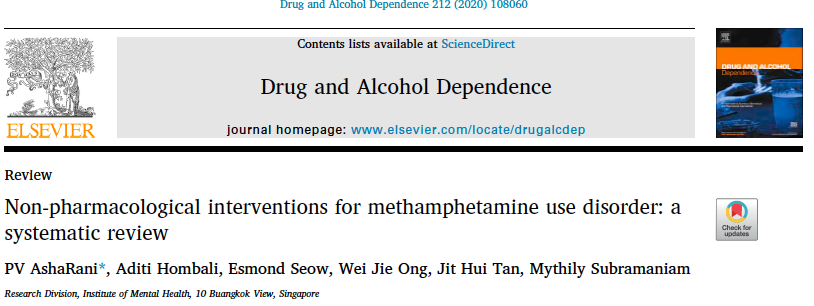 Drug and Alcohol Dependence 212 (2020) 108060
Contents lists available at ScienceDirect
Drug and Alcohol Dependence
journal homepage: www.elsevier.com/locate/drugalcdep
ELSEVIER
DRUG AND ALCOHOL
Dependence
Review
Non-pharmacological interventions for methamphetamine use disorder: a
systematic review
Check for
updates
PV AshaRani*, Aditi Hombali, Esmond Seow, Wei Jie Ong, Jit Hui Tan, Mythily Subramaniam
Research Division, Institute of Mental Health, 10 Buangkok View, Singapore